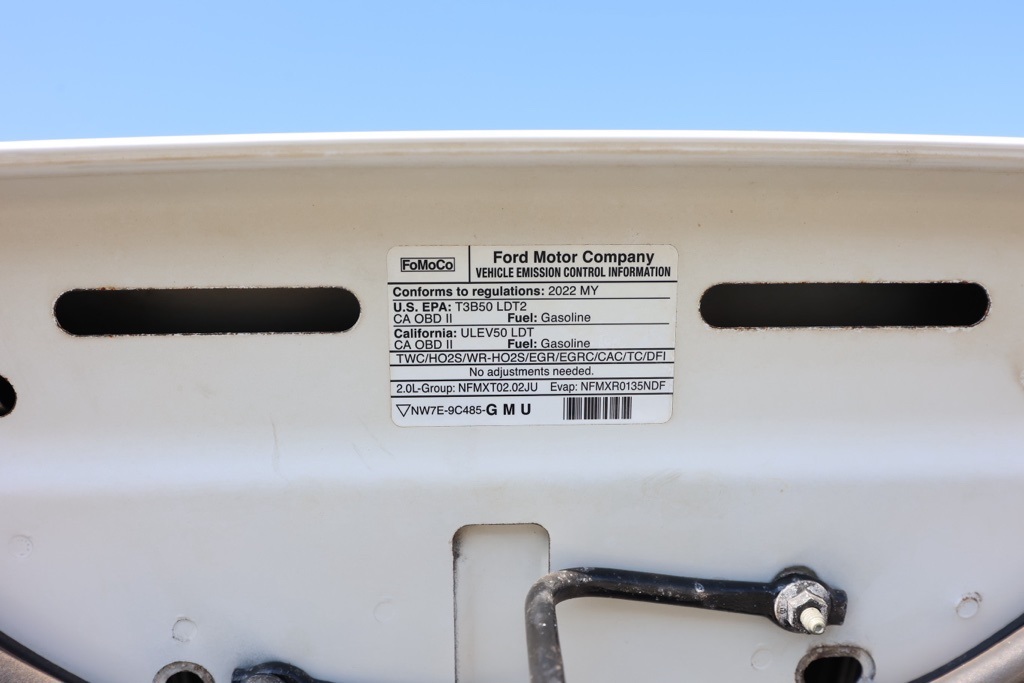 FoMoCo
Ford Motor Company
VEHICLE EMISSION CONTROL INFORMATION
Conforms to regulations: 2022 MY
U.S. EPA: T3B50 LDT2
CA OBD II Fuel: Gasoline
California: ULEV50 LDT
CA OBD II Fuel: Gasoline
TWC/HO2S/WR-HO2S/EGR/EGRC/CAC/TC/DFI
No adjustments needed.
2.0L-Group: NFMXT02.02JU Evap: NFMXR0135NDF
NW7E-9C485-G M U